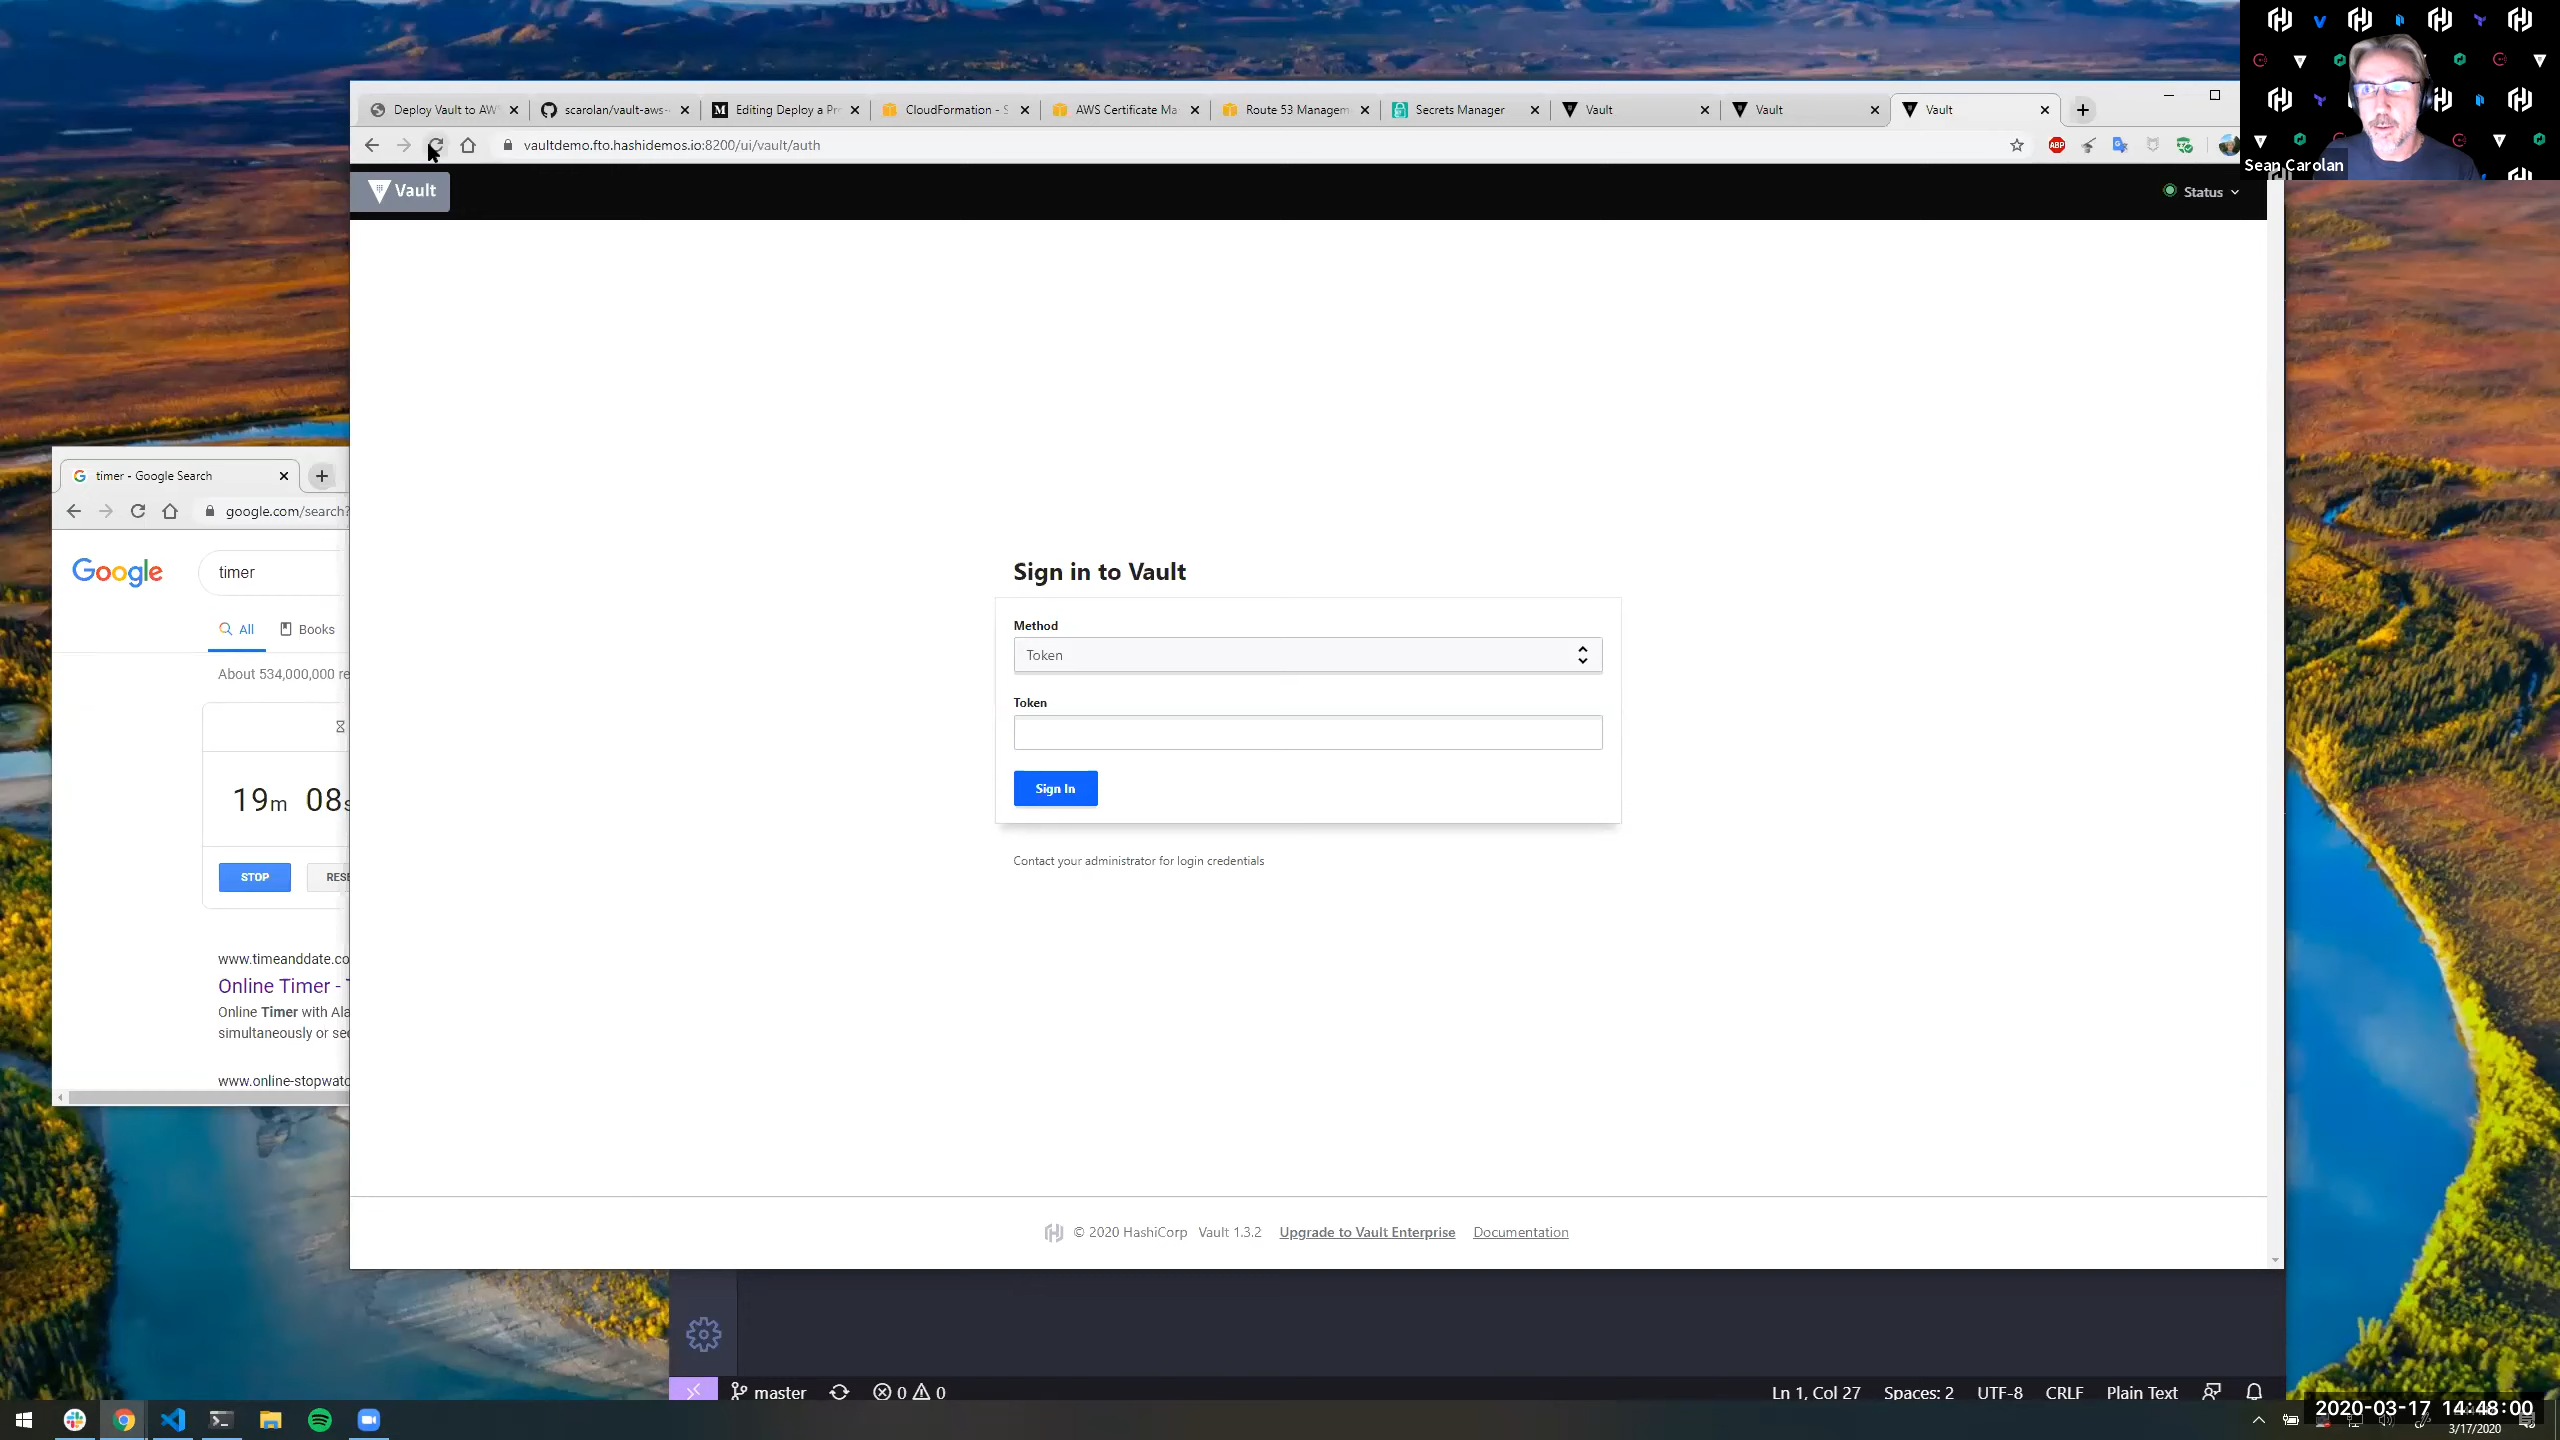 Deploy Vault to AW
scarolan/vault-aws-
Editing Deploy a Pr
CloudFormation - S
AWS Certificate Ma
Route 53 Managem
Secrets Manager
Vault
Vault
Vault
vaultdemo.fto.hashidemos.io:8200/ui/vault/auth
ABP
Sean Carolan
Vault
Status
timer - Google Search
google.com/search?
Google
timer
All
Books
About 534,000,000 re
19m 08s
STOP
RESE
www.timeanddate.co
Online Timer - T
Online Timer with Ala
simultaneously or see
www.online-stopwatc
Sign in to Vault
Method
Token
Token
Sign In
Contact your administrator for login credentials
© 2020 HashiCorp Vault 1.3.2 Upgrade to Vault Enterprise Documentation
master
0
0
Ln 1, Col 27
Spaces: 2
UTF-8
CRLF
Plain Text
2020-03-17 14:48:00
3/17/2020